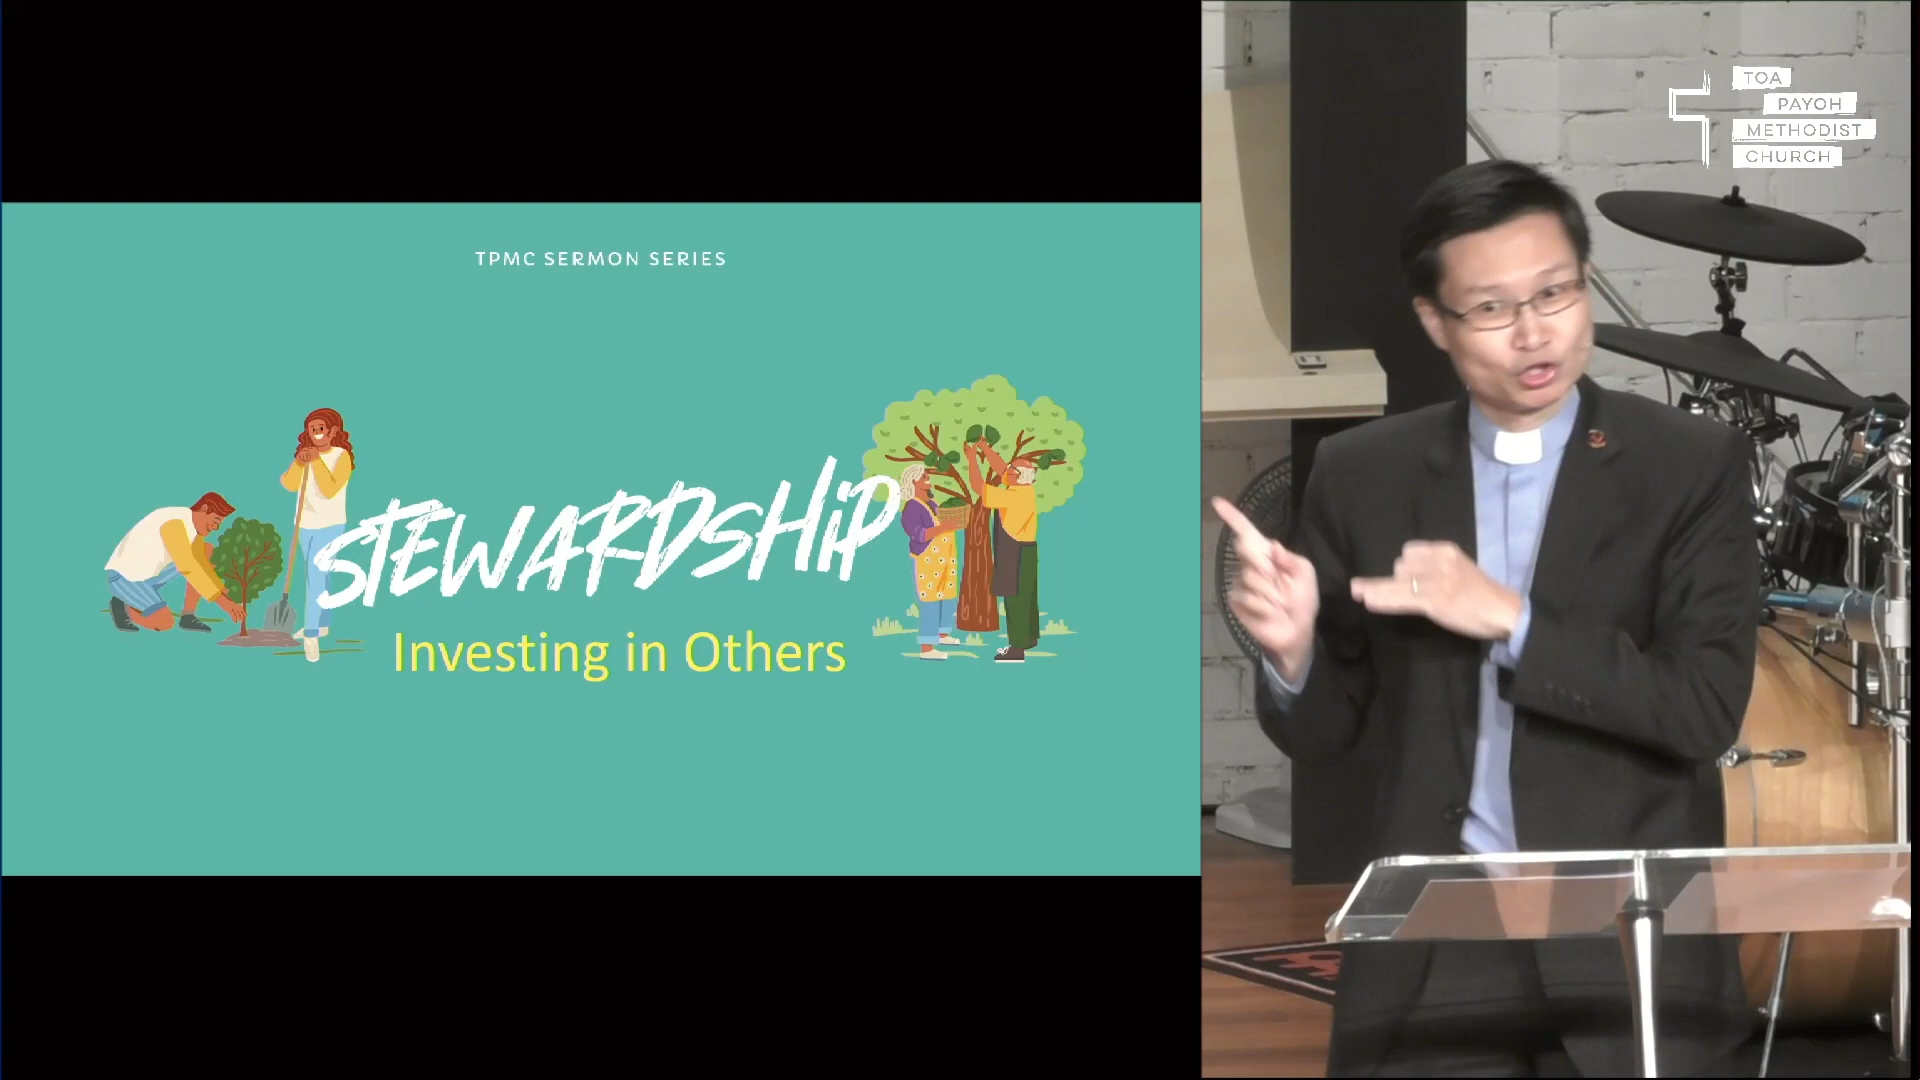 TPMC SERMON SERIES
STEWARDSHiP
Investing in Others
TOA
PAYOH
METHODIST
CHURCH